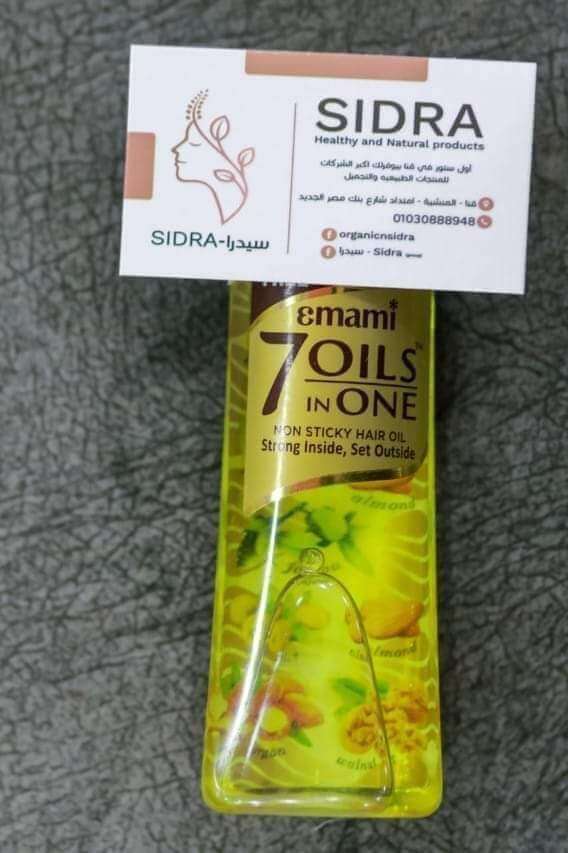 SIDRA
Healthy and Natural products
أول ستور في قنا بيوفرلك اكبر الشركات
للمنتجات الطبيعيه والتجميل
قنا - المنشية - امتداد شارع بنك مصر الجديد
01030888948
organicnsidra
سيدرا - Sidra
SIDRA-سيدرا
emami
7 OILS
IN ONE
NON STICKY HAIR OIL
Strong Inside, Set Outside
almond
almond
walnut